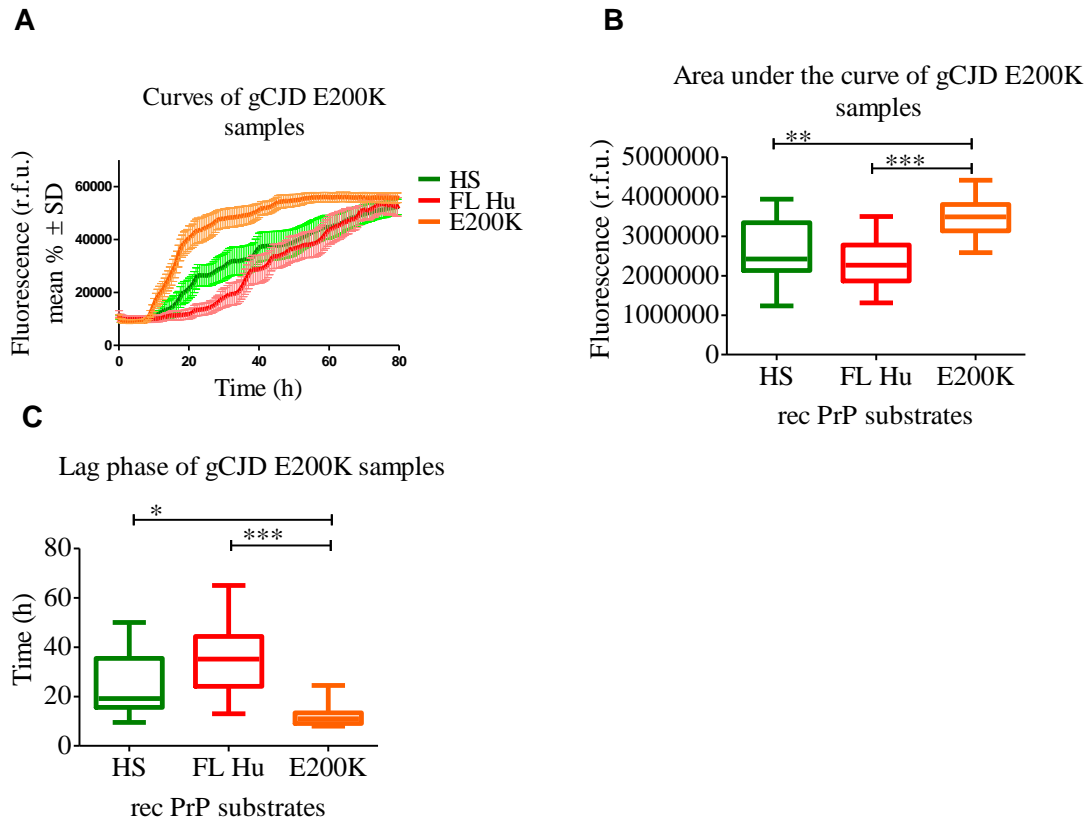 A
Curves of gCJD E200K
samples
Fluorescence (r.f.u.)
mean % ± SD
60000
40000
20000
0
0
20
40
60
80
Time (h)
HS
FL Hu
E200K
B
Area under the curve of gCJD E200K
samples
**
***
Fluorescence (r.f.u.)
5000000
4000000
3000000
2000000
1000000
0
HS
FL Hu
E200K
rec PrP substrates
C
Lag phase of gCJD E200K samples
*
***
Time (h)
80
60
40
20
0
HS
FL Hu
E200K
rec PrP substrates